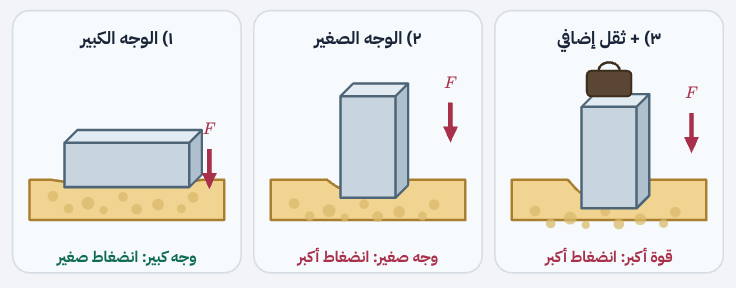 ١) الوجه الكبير
F
وجه كبير: انضغاط صغير
٢) الوجه الصغير
F
وجه صغير: انضغاط أكبر
٣) + ثقل إضافي
F
قوة أكبر: انضغاط أكبر